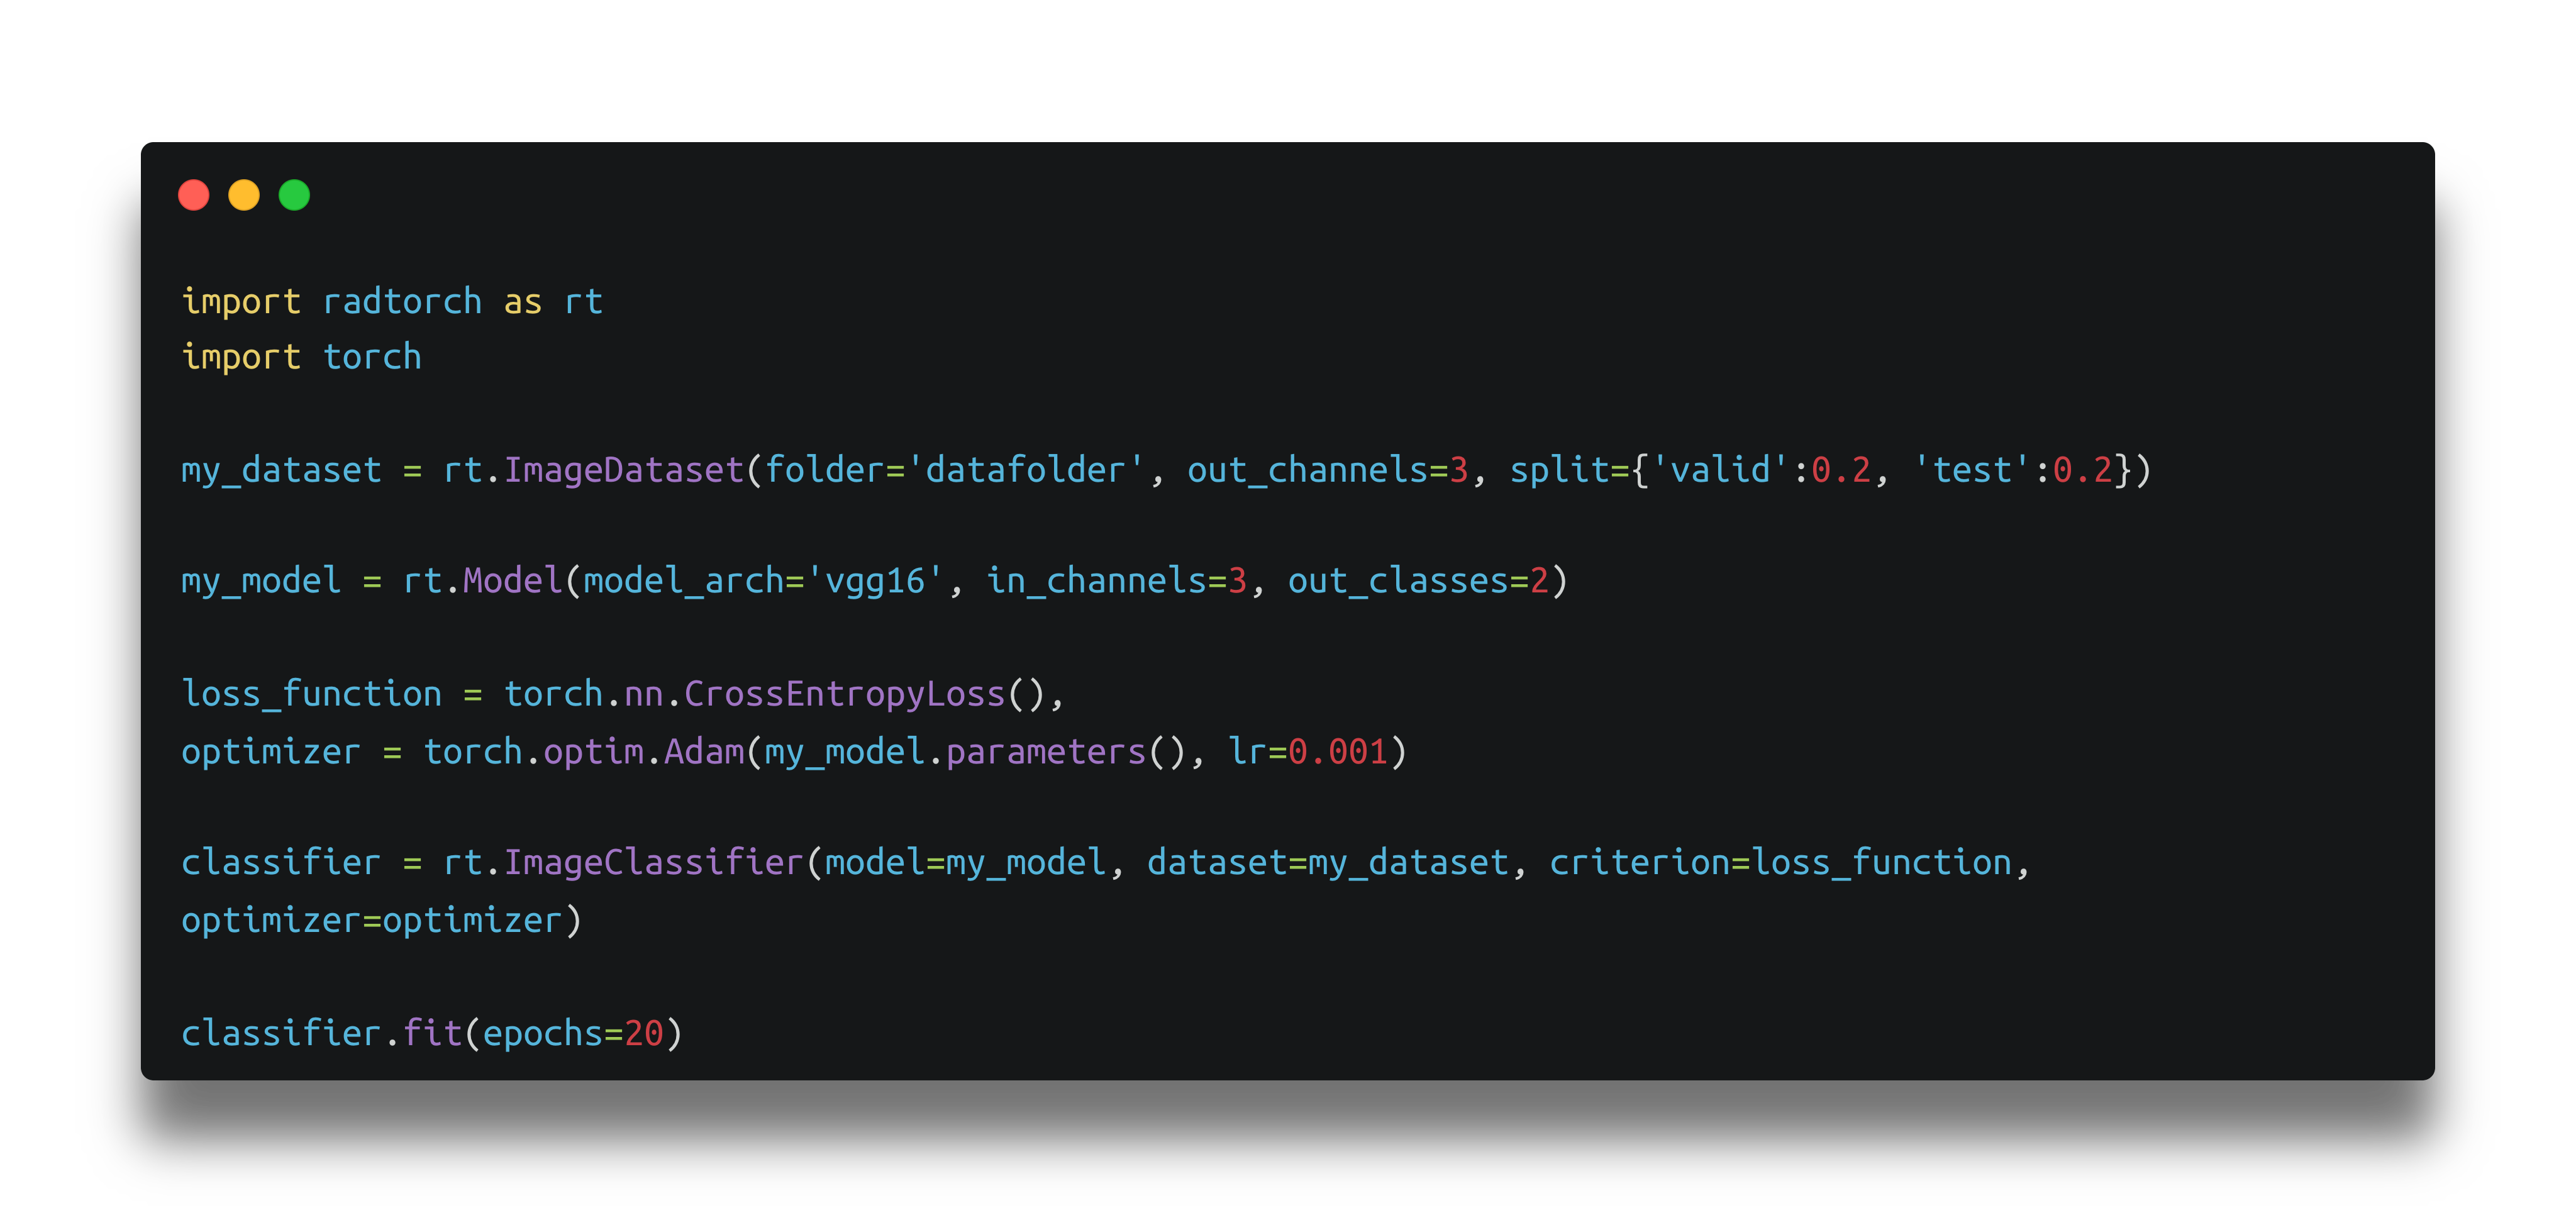 import radtorch as rt
import torch
my_dataset = rt.ImageDataset(folder='datafolder', out_channels=3, split={'valid':0.2, 'test':0.2})
my_model = rt.Model(model_arch='vgg16', in_channels=3, out_classes=2)
loss_function = torch.nn.CrossEntropyLoss(),
optimizer = torch.optim.Adam(my_model.parameters(), lr=0.001)
classifier = rt.ImageClassifier(model=my_model, dataset=my_dataset, criterion=loss_function,
optimizer=optimizer)
classifier.fit(epochs=20)